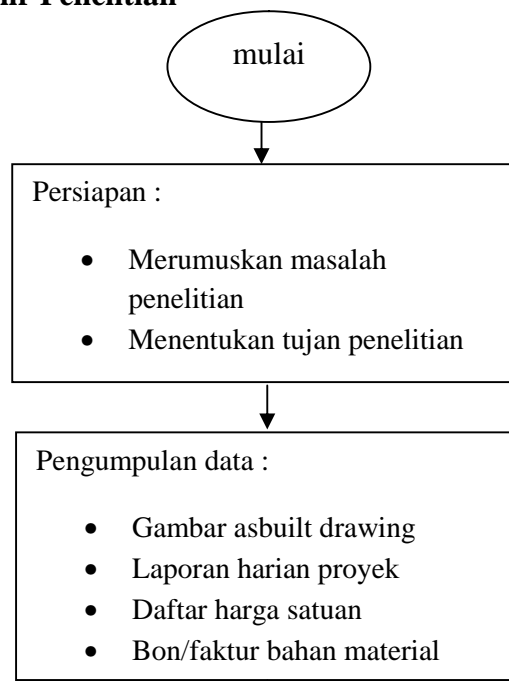 Penelitian
mulai
Persiapan :
• Merumuskan masalah
penelitian
• Menentukan tujan penelitian
Pengumpulan data :
• Gambar asbuilt drawing
• Laporan harian proyek
• Daftar harga satuan
• Bon/faktur bahan material